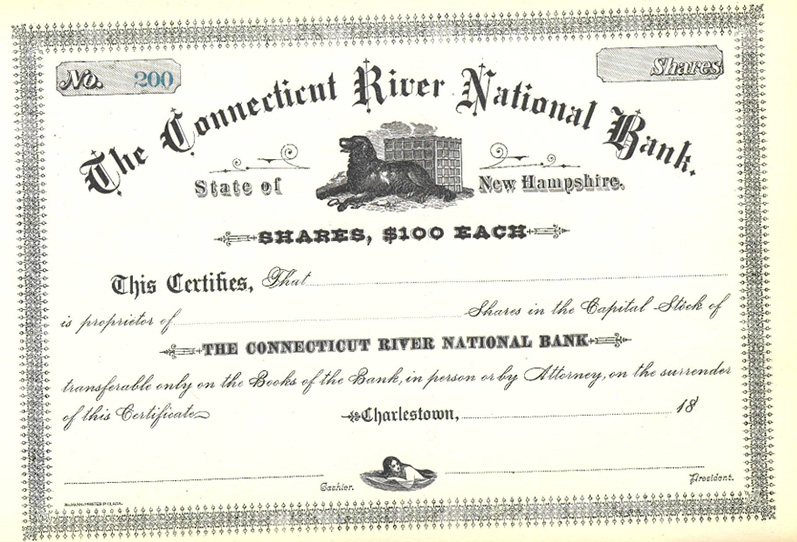 No. 200
Shares
The Connecticut River National Bank.
State of New Hampshire.
SHARES, $100 EACH
This Certifies, That
is proprietor of Shares in the Capital Stock of
THE CONNECTICUT RIVER NATIONAL BANK
transferable only on the Books of the Bank, in person or by Attorney, on the surrender
of this Certificate
Charlestown, 18
Cashier. President.